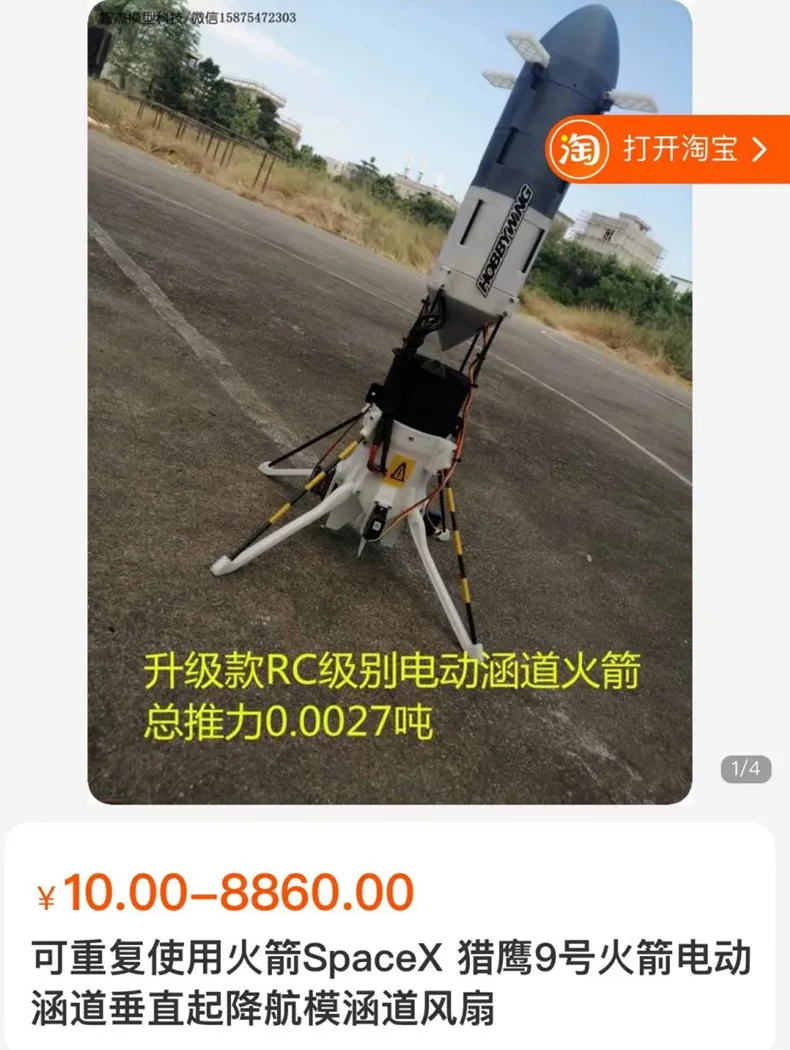 智杰模型科技/微信15875472303
淘 打开淘宝
HOBBYWING
升级款RC级别电动涵道火箭
总推力0.0027吨
1/4
¥10.00-8860.00
可重复使用火箭SpaceX 猎鹰9号火箭电动
涵道垂直起降航模涵道风扇